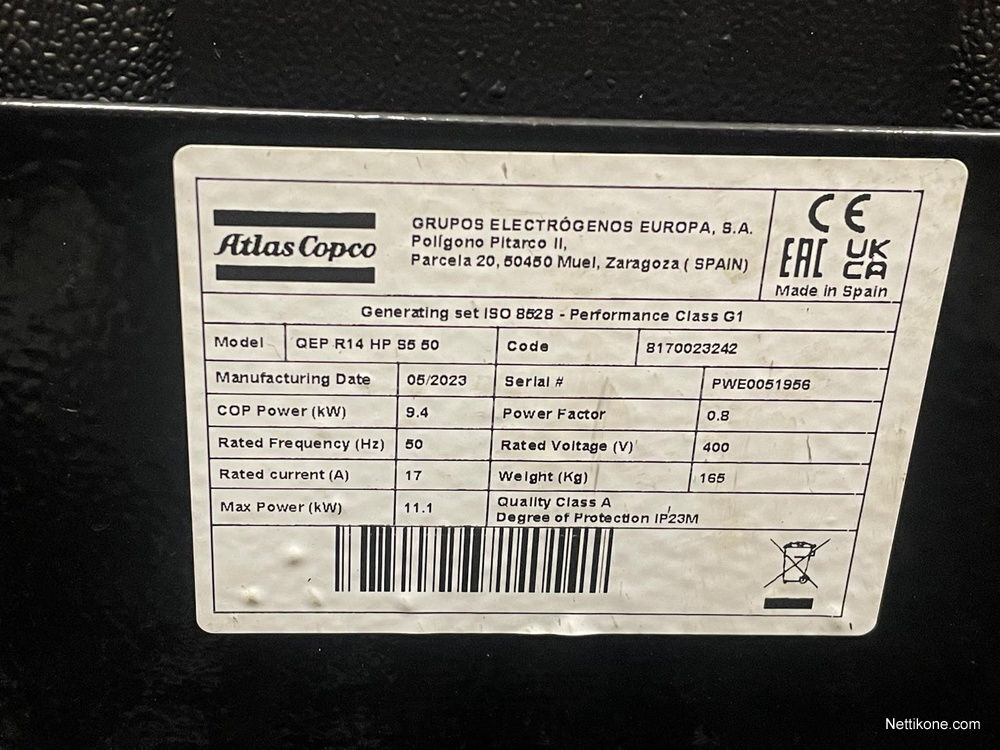 Atlas Copco
GRUPOS ELECTRÓGENOS EUROPA, S.A.
Polígono Pitarco II,
Parcela 20, 50450 Muel, Zaragoza ( SPAIN)
CE
EAC UK
CA
Made in Spain
Generating set ISO 8528 - Performance Class G1
Model QEP R14 HP S5 50 Code 8170023242
Manufacturing Date 05/2023 Serial # PWE0051956
COP Power (kW) 9.4 Power Factor 0.8
Rated Frequency (Hz) 50 Rated Voltage (V) 400
Rated current (A) 17 Weight (Kg) 165
Max Power (kW) 11.1 Quality Class A
Degree of Protection IP23M
Nettikone.com